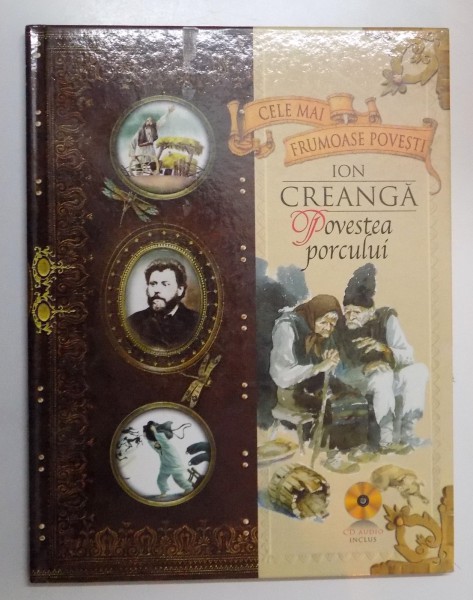 CELE MAI
FRUMOASE POVEȘTI
ION
CREANGĂ
Povestea
porcului
CD AUDIO
INCLUS